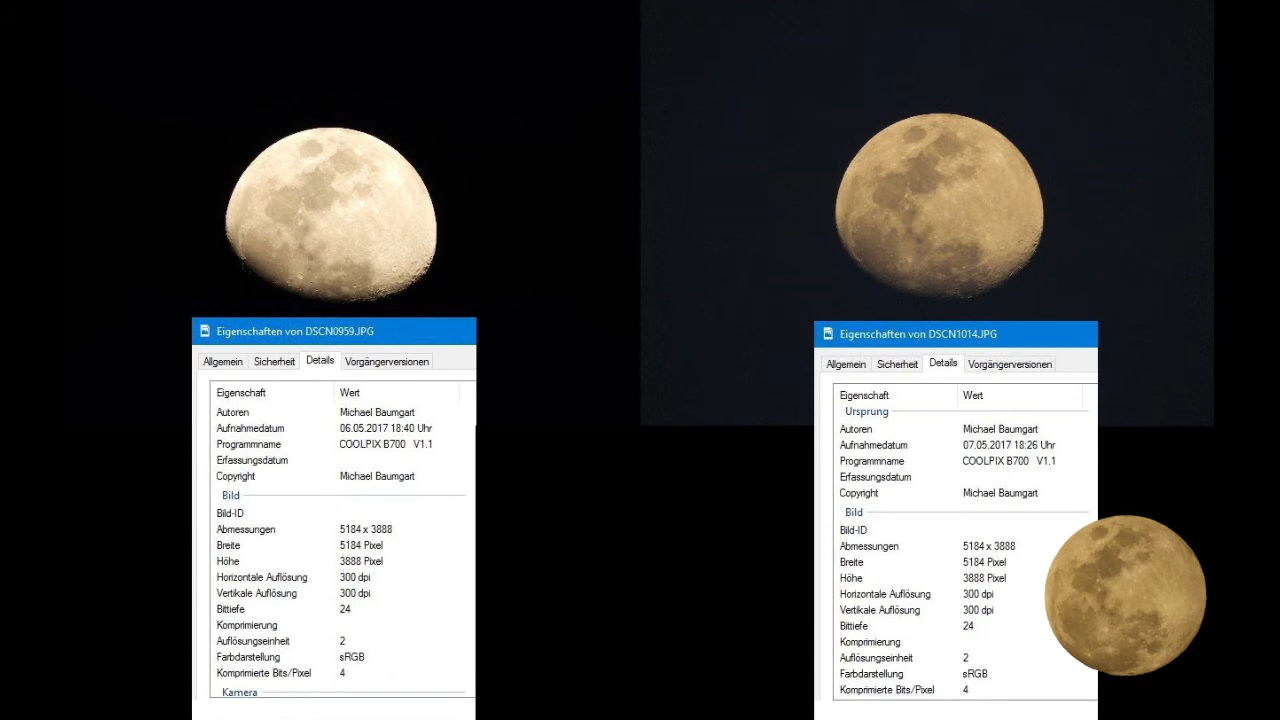 Eigenschaften von DSCN0959.JPG
Allgemein Sicherheit Details Vorgängerversionen
Eigenschaft Wert
Autoren Michael Baumgart
Aufnahmedatum 06.05.2017 18:40 Uhr
Programmname COOLPIX B700 V1.1
Erfassungsdatum
Copyright Michael Baumgart
Bild
Bild-ID
Abmessungen 5184 x 3888
Breite 5184 Pixel
Höhe 3888 Pixel
Horizontale Auflösung 300 dpi
Vertikale Auflösung 300 dpi
Bittiefe 24
Komprimierung
Auflösungseinheit 2
Farbdarstellung sRGB
Komprimierte Bits/Pixel 4
Kamera
Eigenschaften von DSCN1014.JPG
Allgemein Sicherheit Details Vorgängerversionen
Eigenschaft Wert
Ursprung
Autoren Michael Baumgart
Aufnahmedatum 07.05.2017 18:26 Uhr
Programmname COOLPIX B700 V1.1
Erfassungsdatum
Copyright Michael Baumgart
Bild
Bild-ID
Abmessungen 5184 x 3888
Breite 5184 Pixel
Höhe 3888 Pixel
Horizontale Auflösung 300 dpi
Vertikale Auflösung 300 dpi
Bittiefe 24
Komprimierung
Auflösungseinheit 2
Farbdarstellung sRGB
Komprimierte Bits/Pixel 4